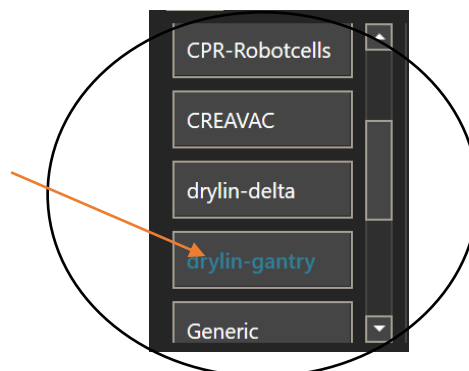 CPR-Robotcells
CREAVAC
drylin-delta
drylin-gantry
Generic